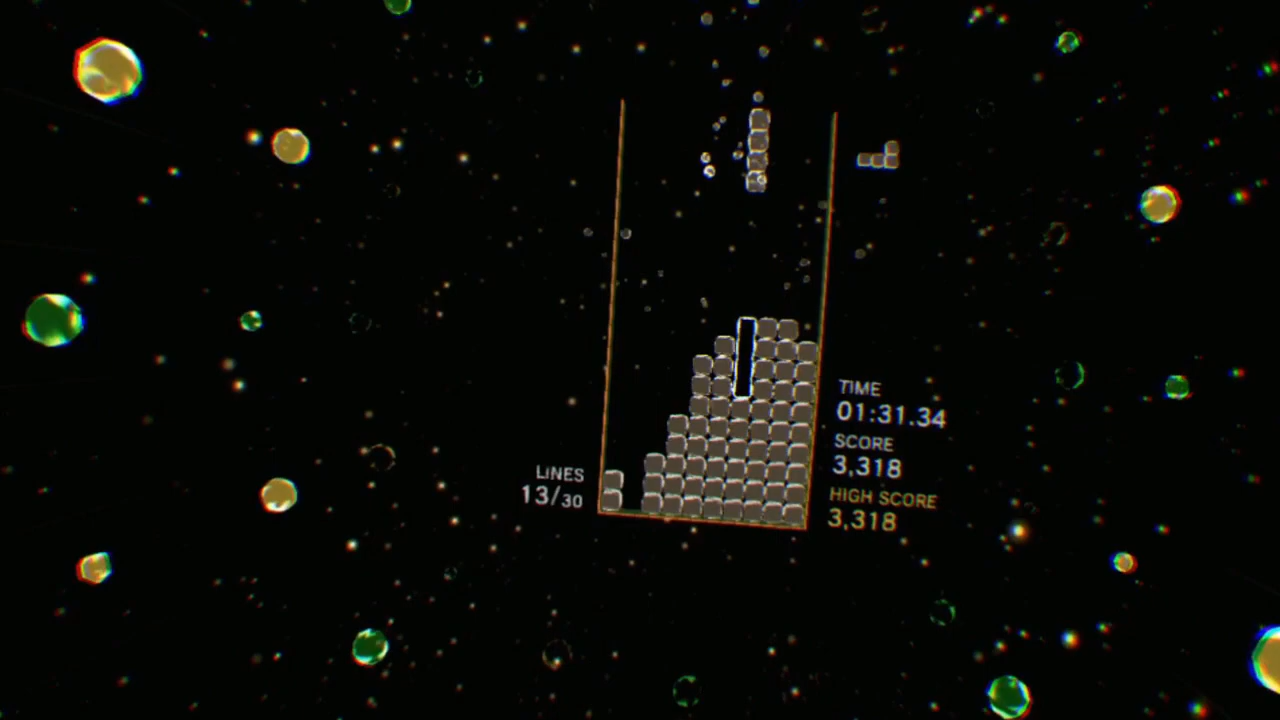 LINES
13/30
TIME
01:31.34
SCORE
3,318
HIGH SCORE
3,318